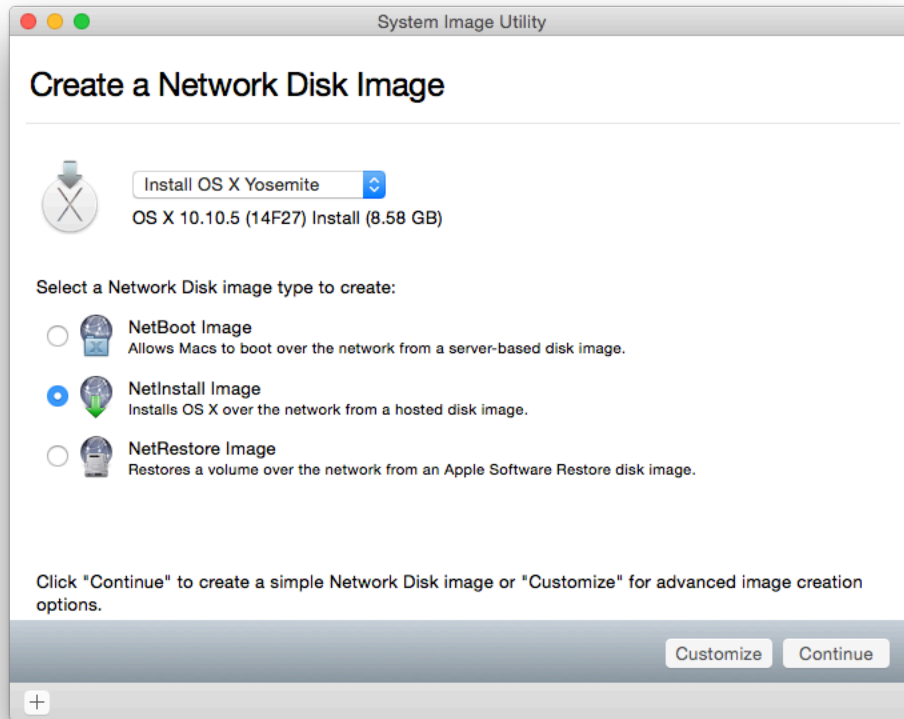 System Image Utility
Create a Network Disk Image
Install OS X Yosemite
OS X 10.10.5 (14F27) Install (8.58 GB)
Select a Network Disk image type to create:
NetBoot Image
Allows Macs to boot over the network from a server-based disk image.
NetInstall Image
Installs OS X over the network from a hosted disk image.
NetRestore Image
Restores a volume over the network from an Apple Software Restore disk image.
Click "Continue" to create a simple Network Disk image or "Customize" for advanced image creation
options.
Customize Continue